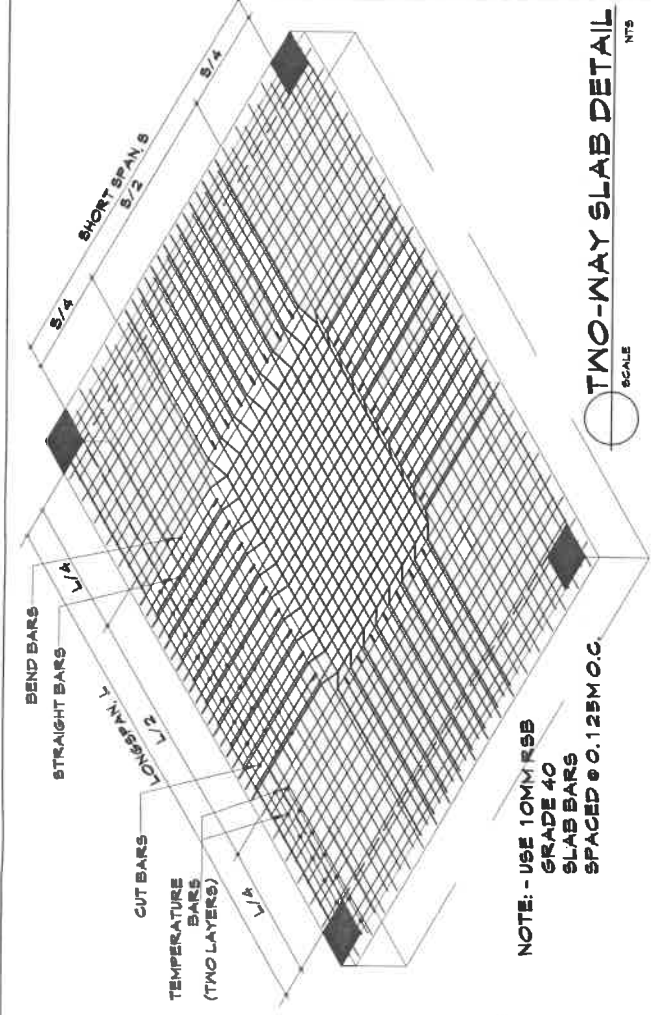 BEND BARS
STRAIGHT BARS
CUT BARS
TEMPERATURE
BARS
(TWO LAYERS)
L/4
LONGSPAN, L
L/2
L/4
S/4
SHORT SPAN, S
S/2
S/4
NOTE: - USE 10MM RSB
GRADE 40
SLAB BARS
SPACED @ 0.125M O.C.
TWO-WAY SLAB DETAIL
SCALE
NTS